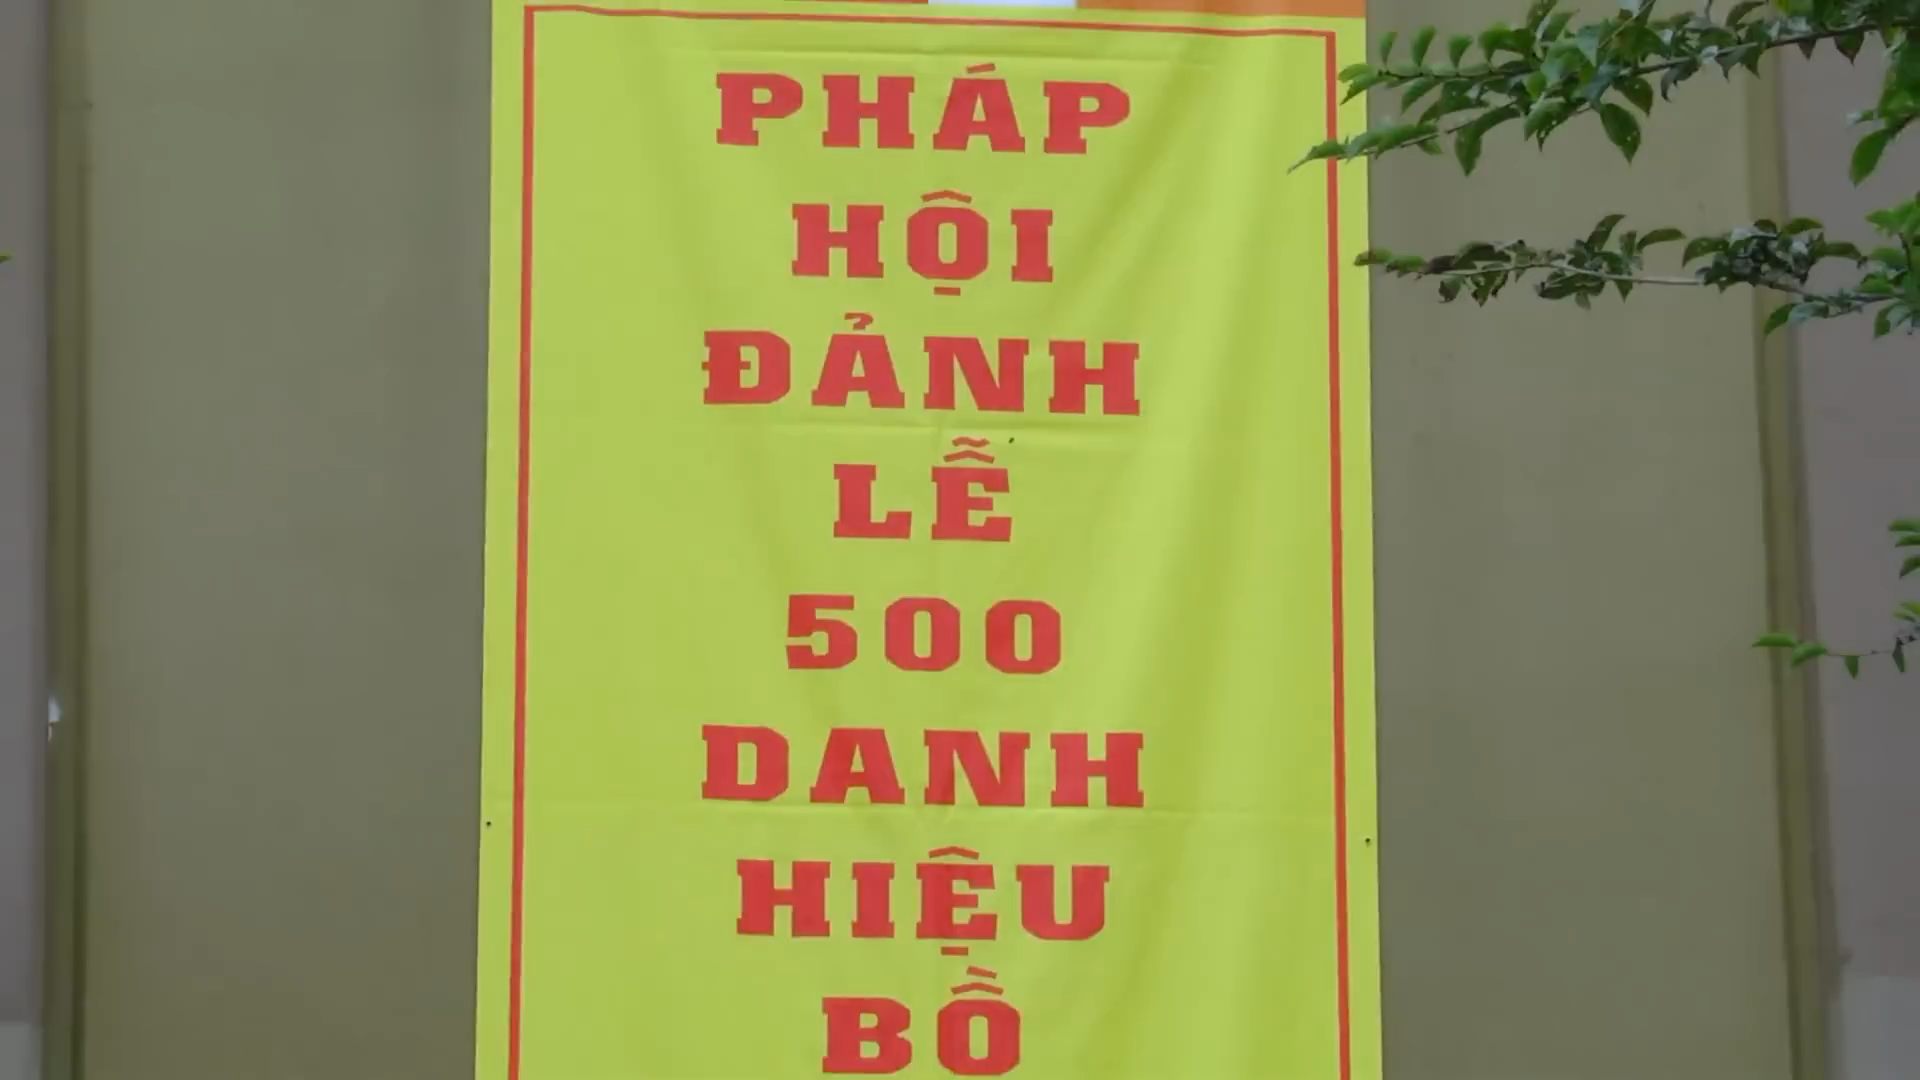 PHÁP
HỘI
ĐẢNH
LỄ
500
DANH
HIỆU
BỒ